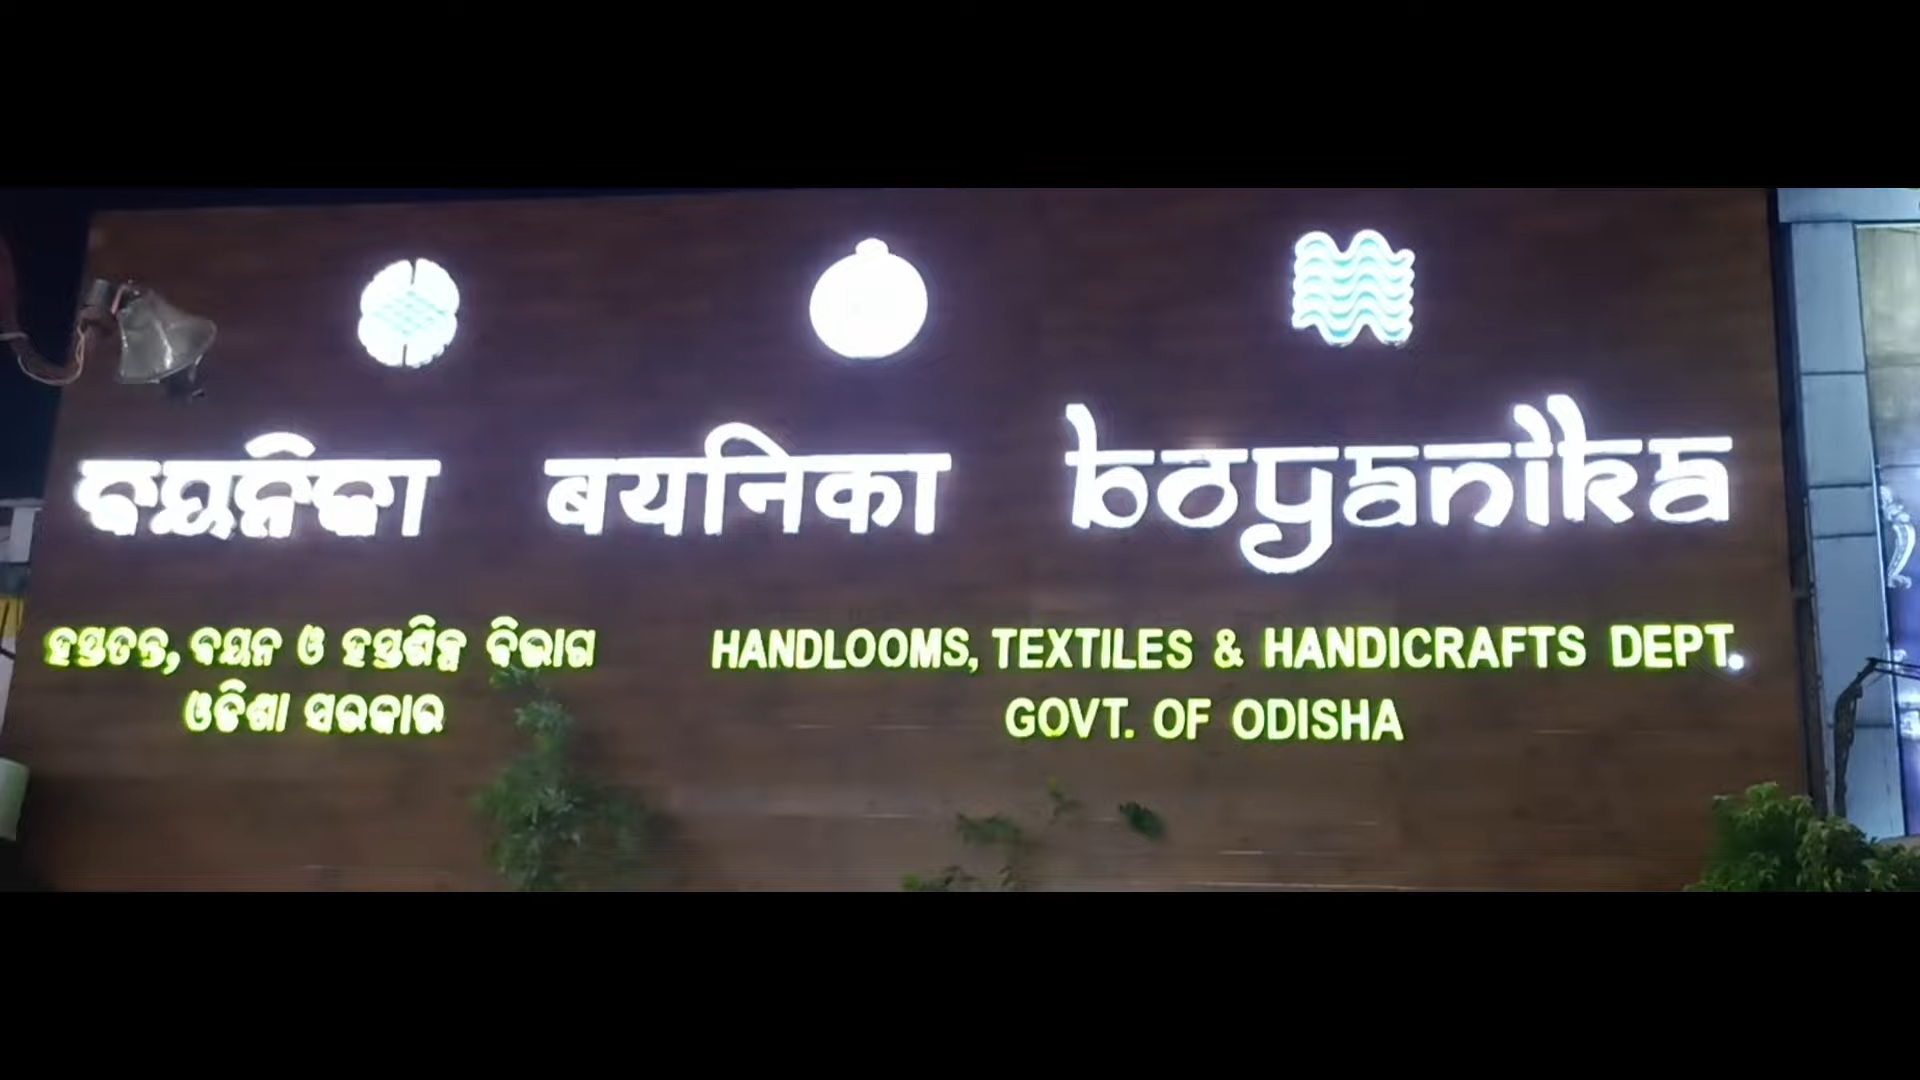 ବୟନିକା बयनिका boyanika
ହସ୍ତତନ୍ତ, ବୟନ ଓ ହସ୍ତଶିଳ୍ପ ବିଭାଗ
ଓଡିଶା ସରକାର
HANDLOOMS, TEXTILES & HANDICRAFTS DEPT.
GOVT. OF ODISHA